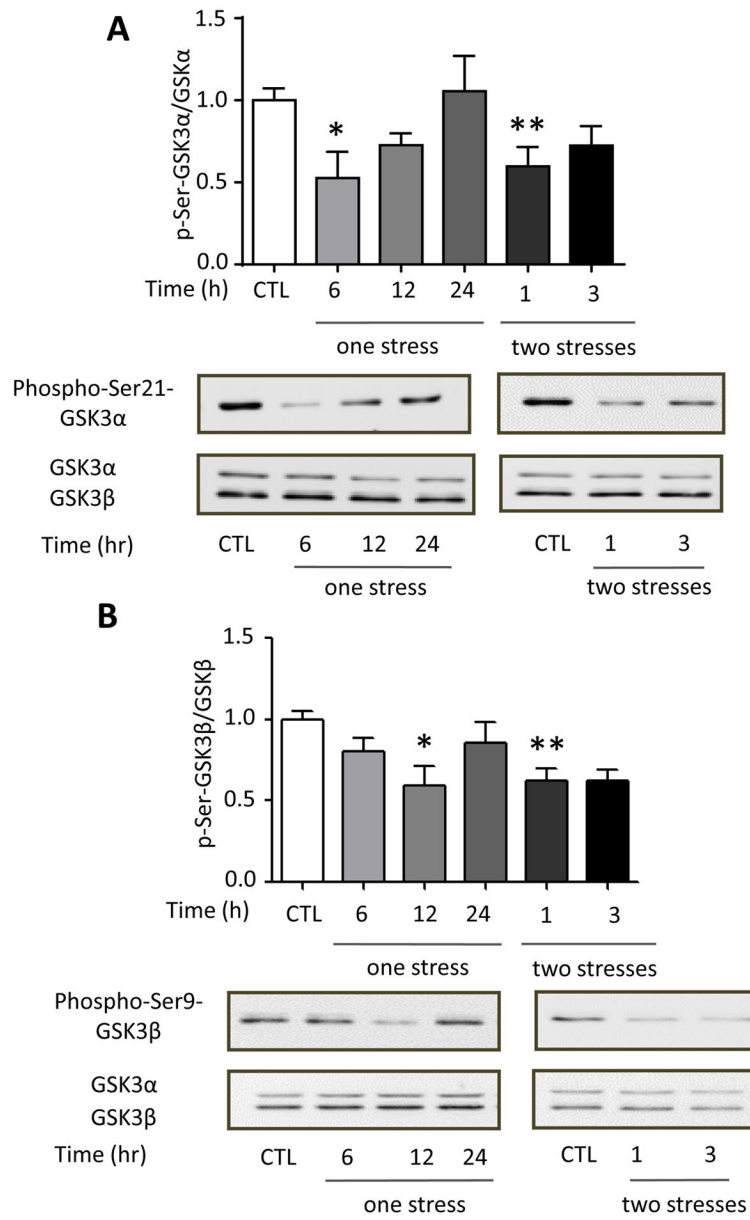 A
p-Ser-GSK3α/GSKα
1.5
1.0
0.5
0.0
* **
Time (h) CTL 6 12 24 1 3
one stress two stresses
Phospho-Ser21-
GSK3α
GSK3α
GSK3β
Time (hr) CTL 6 12 24 CTL 1 3
one stress two stresses
B
p-Ser-GSK3β/GSKβ
1.5
1.0
0.5
0.0
* **
Time (h) CTL 6 12 24 1 3
one stress two stresses
Phospho-Ser9-
GSK3β
GSK3α
GSK3β
Time (hr) CTL 6 12 24 CTL 1 3
one stress two stresses